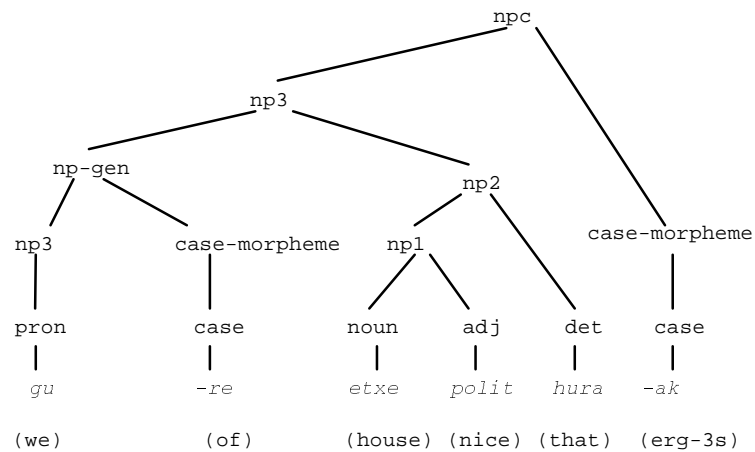 npc
np3
np-gen np2
np3 case-morpheme np1 case-morpheme
pron case noun adj det case
gu -re etxe polit hura -ak
(we) (of) (house) (nice) (that) (erg-3s)